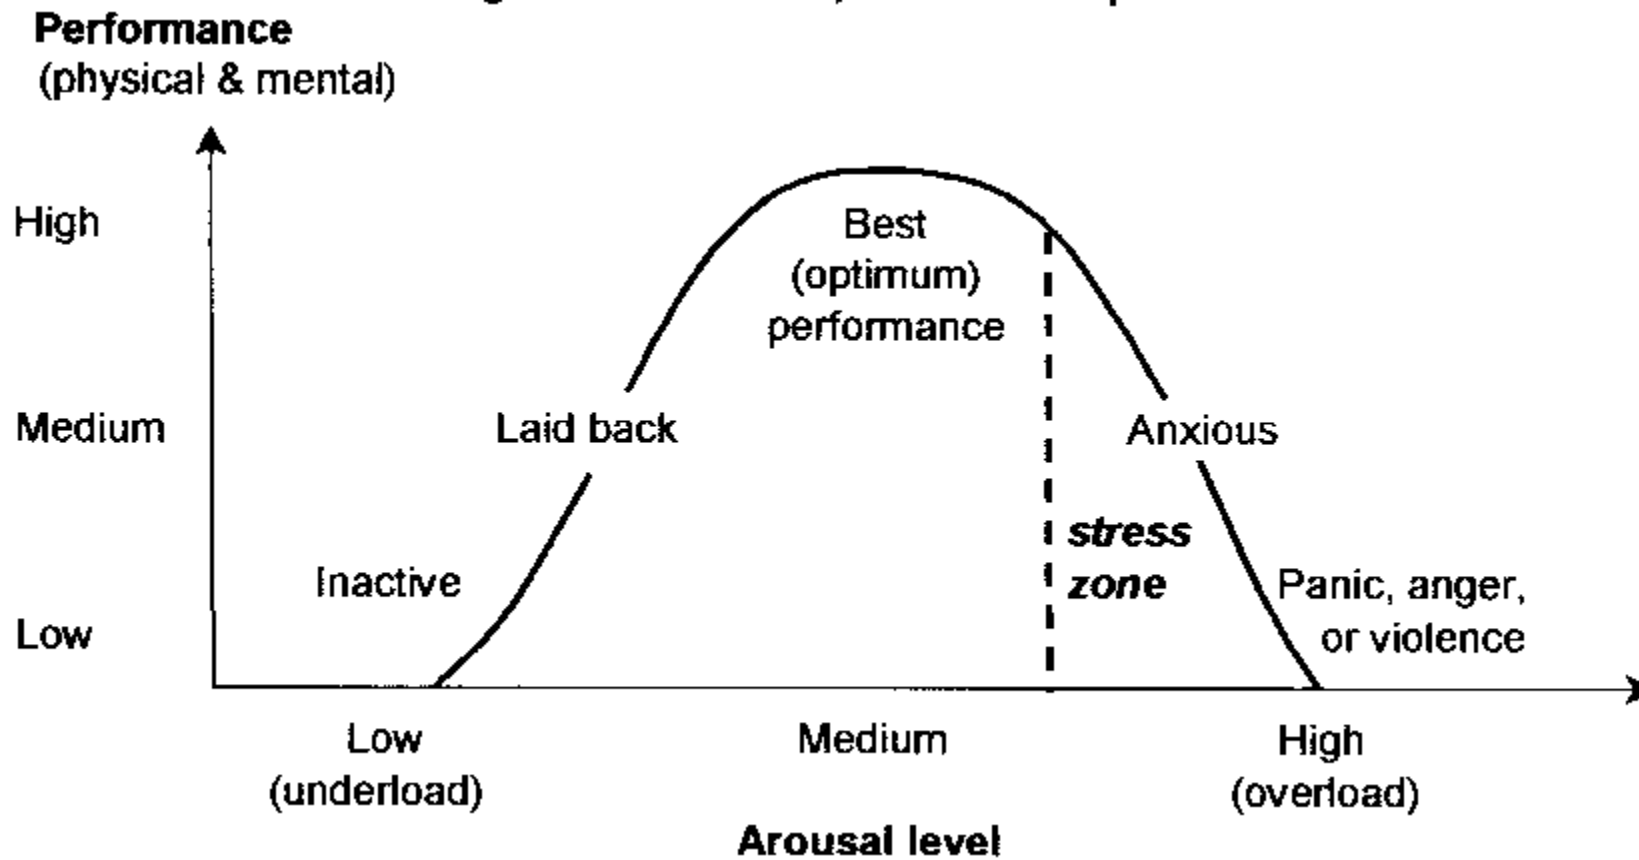 Performance
(physical & mental)
High
Best
(optimum)
performance
Medium
Laid back
Anxious
stress
zone
Inactive
Panic, anger,
or violence
Low
Low
(underload)
Medium
High
(overload)
Arousal level